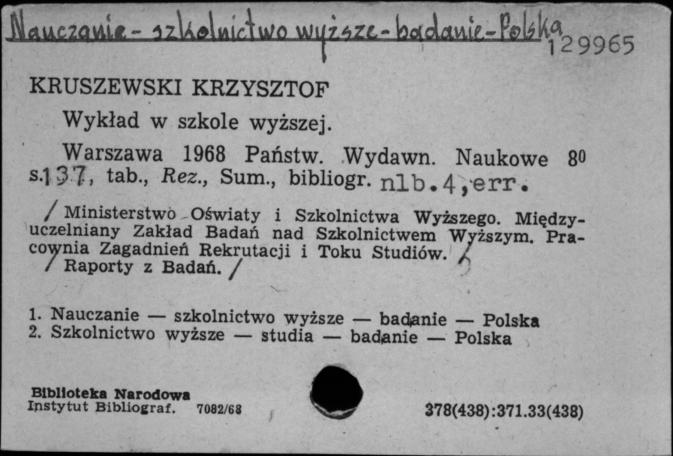 Nauczanie - szkolnictwo wyższe - badanie - Polska
129965
KRUSZEWSKI KRZYSZTOF
Wykład w szkole wyższej.
Warszawa 1968 Państw. Wydawn. Naukowe 8⁰
s.137, tab., Rez., Sum., bibliogr. nlb.4, err.
/ Ministerstwo Oświaty i Szkolnictwa Wyższego. Między-
uczelniany Zakład Badań nad Szkolnictwem Wyższym. Pra-
cownia Zagadnień Rekrutacji i Toku Studiów. /
/ Raporty z Badań. /
1. Nauczanie — szkolnictwo wyższe — badanie — Polska
2. Szkolnictwo wyższe — studia — badanie — Polska
Biblioteka Narodowa
Instytut Bibliograf. 7082/68
378(438):371.33(438)